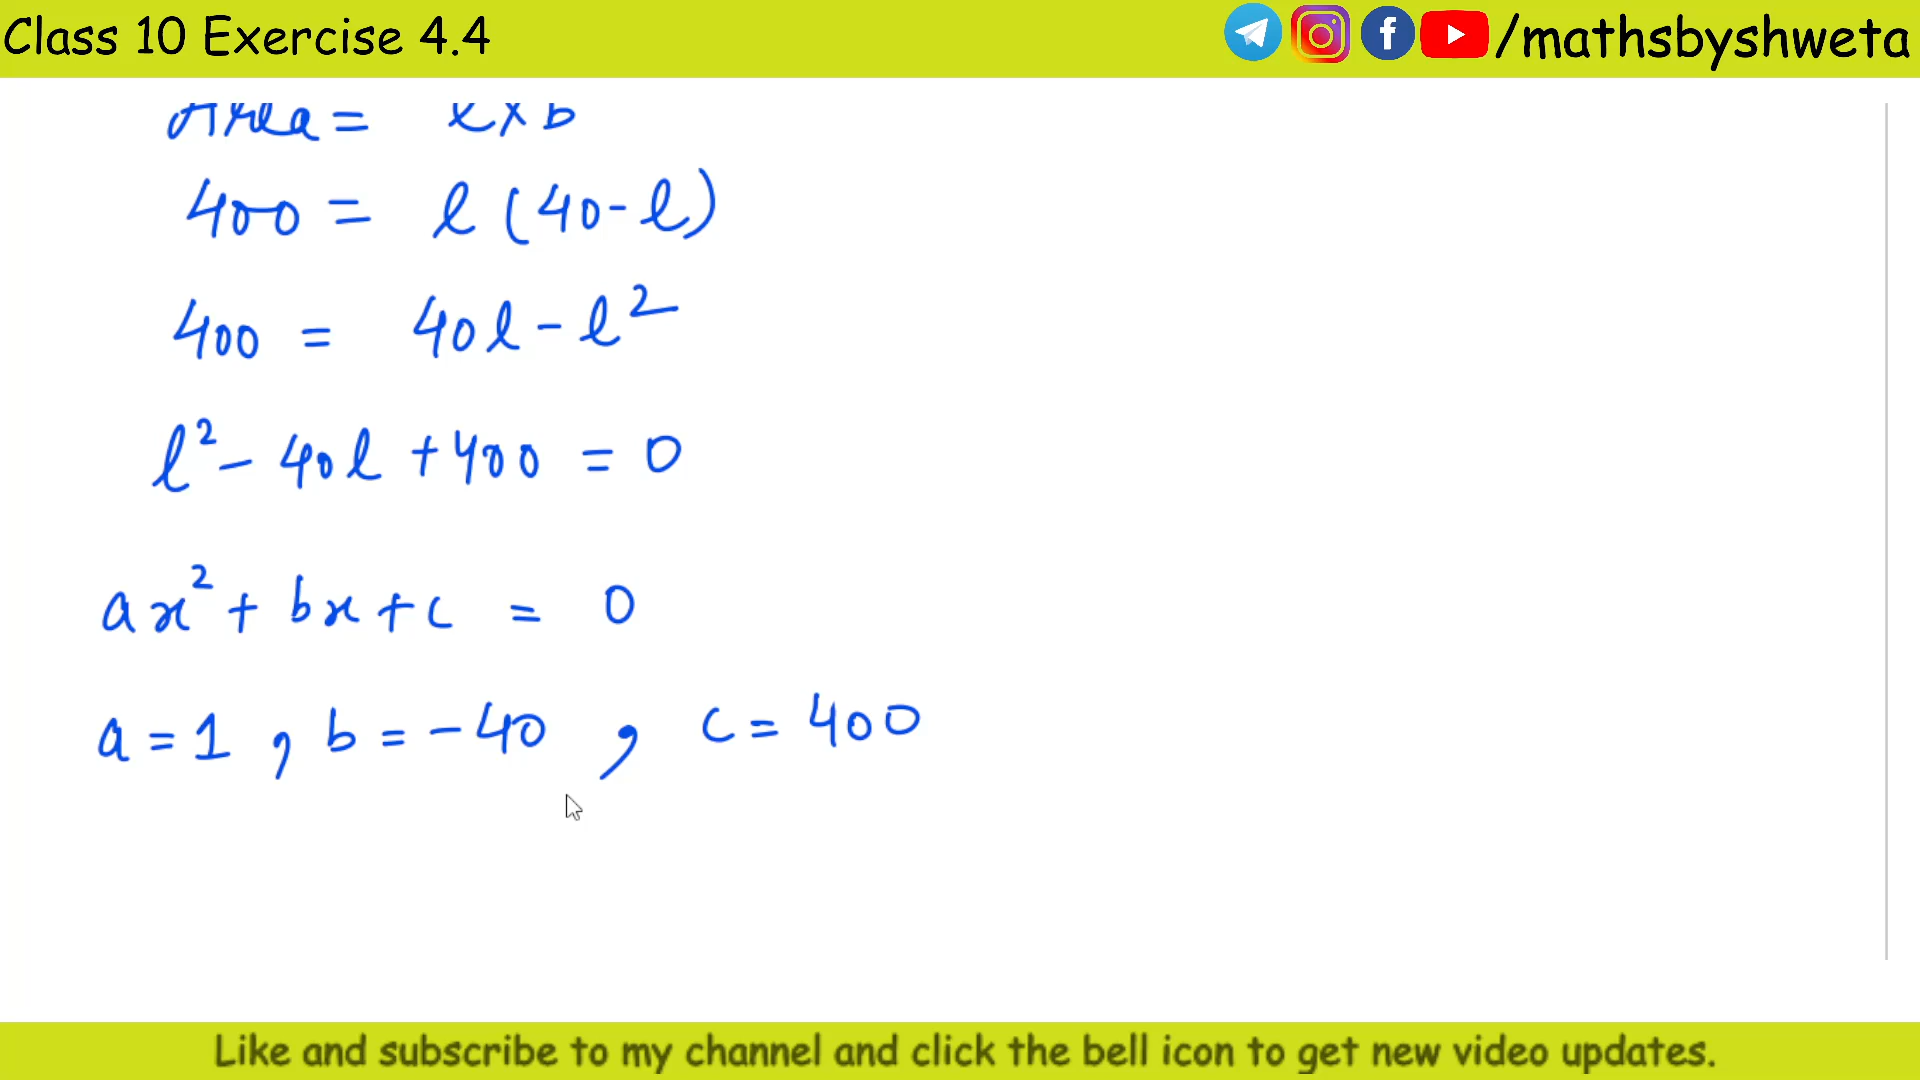 Class 10 Exercise 4.4
/mathsbyshweta
Area = l × b
400 = l (40 - l)
400 = 40l - l²
l² - 40l + 400 = 0
ax² + bx + c = 0
a = 1 , b = -40 , c = 400
Like and subscribe to my channel and click the bell icon to get new video updates.